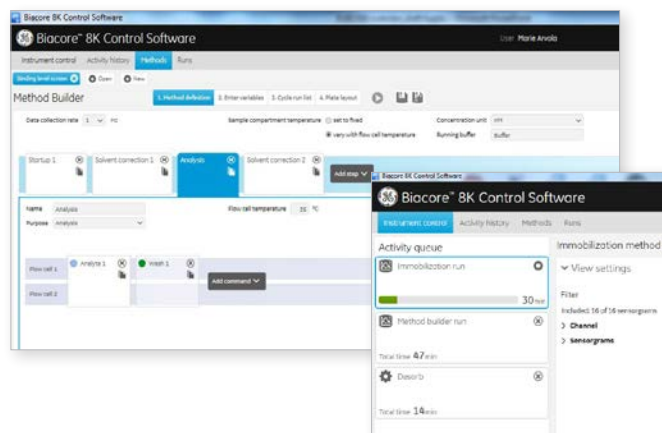 Biacore 8K Control Software
Biacore™ 8K Control Software
User Marie Arvola
Instrument control Activity history Methods Runs
Binding level screen Open New
Method Builder 1. Method definition 2. Enter variables 3. Cycle run list 4. Plate layout
Data collection rate 1 Hz Sample compartment temperature set to fixed Concentration unit nM
vary with flow cell temperature Running buffer Buffer
Startup 1 Solvent correction 1 Analysis Solvent correction 2 Add step
Name Analysis Flow cell temperature 25 °C
Purpose Analysis
Flow cell 1 Analyte 1 Wash 1 Add command
Flow cell 2
Biacore 8K Control Software
Biacore™ 8K Control Software
Instrument control Activity history Methods Runs
Activity queue
Immobilization run
30 min
Method builder run
Total time 47 min
Desorb
Total time 14 min
Immobilization method
View settings
Filter
Included: 16 of 16 sensorgrams
> Channel
> Sensorgrams